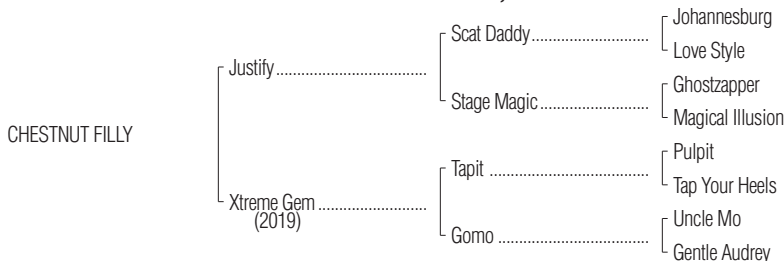 Johannesburg
Scat Daddy
Love Style
Justify
Ghostzapper
Stage Magic
Magical Illusion
CHESTNUT FILLY
Pulpit
Tapit
Tap Your Heels
Xtreme Gem
(2019)
Uncle Mo
Gomo
Gentle Audrey